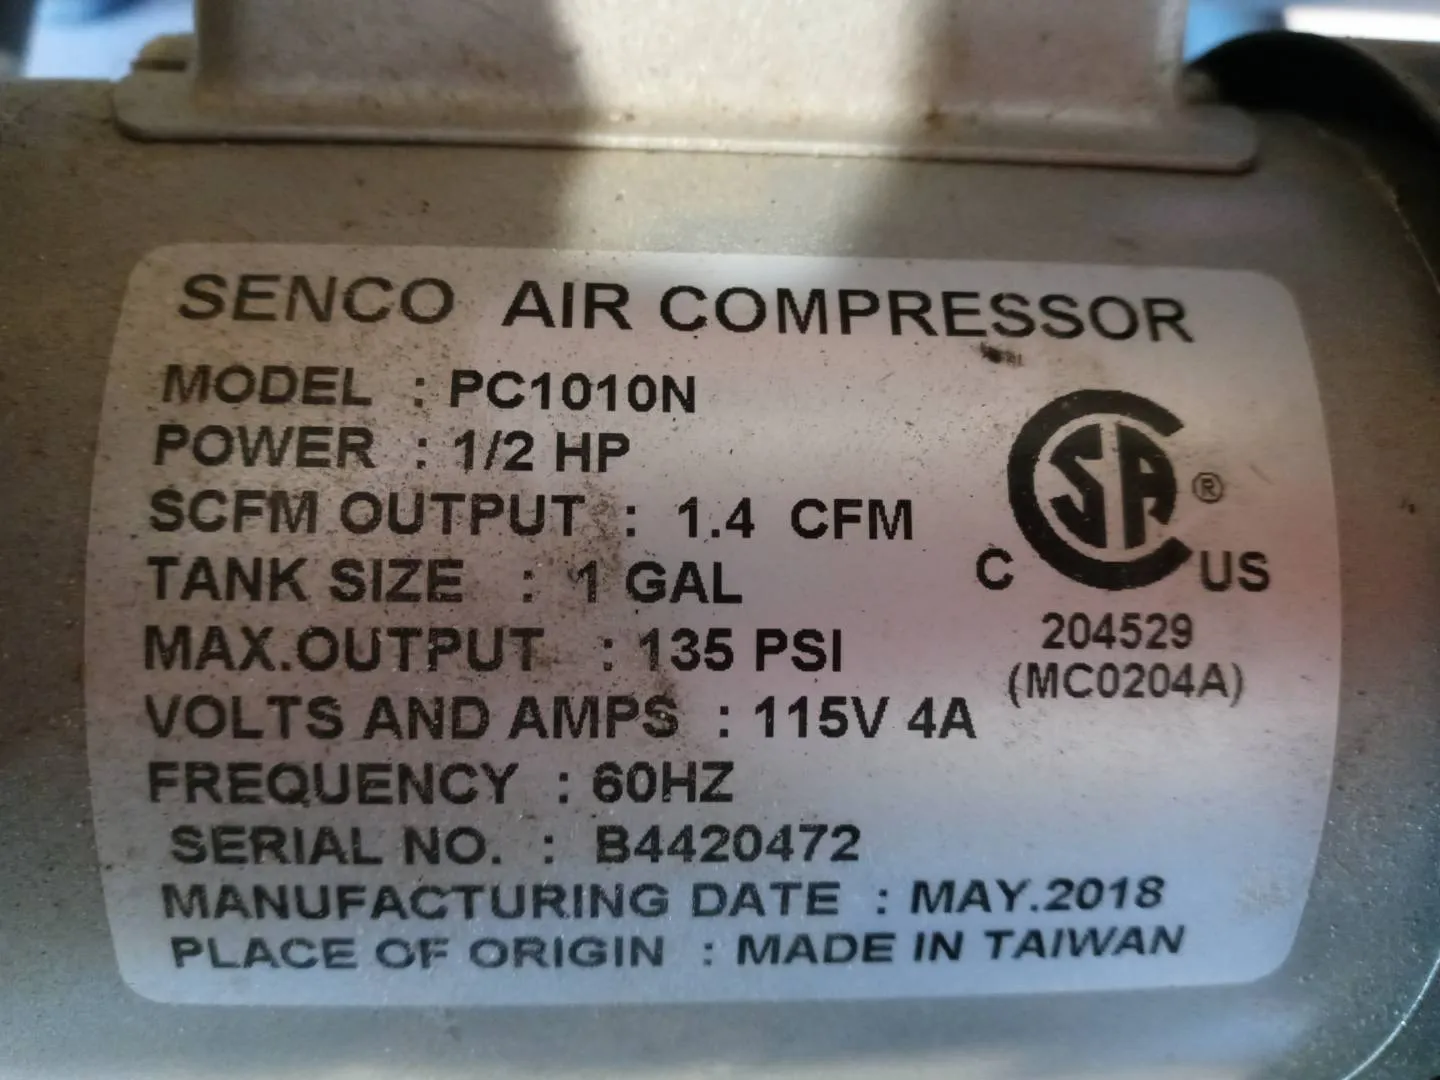 SENCO AIR COMPRESSOR
MODEL : PC1010N
POWER : 1/2 HP
SCFM OUTPUT : 1.4 CFM
TANK SIZE : 1 GAL
MAX.OUTPUT : 135 PSI
VOLTS AND AMPS : 115V 4A
FREQUENCY : 60HZ
SERIAL NO. : B4420472
MANUFACTURING DATE : MAY.2018
PLACE OF ORIGIN : MADE IN TAIWAN
SA ®
C US
204529
(MC0204A)